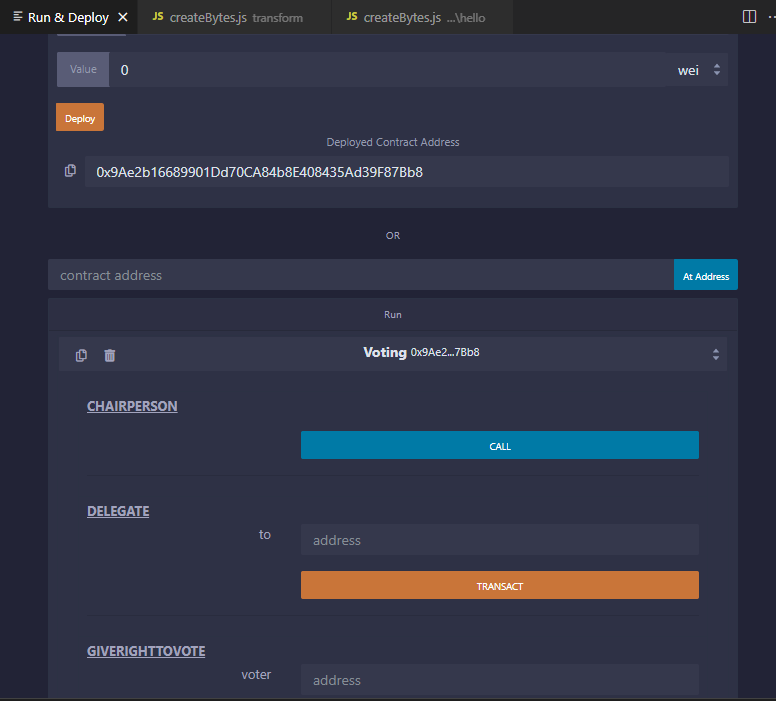 Run & Deploy
JS createBytes.js transform
JS createBytes.js ...\hello
Value 0 wei
Deploy
Deployed Contract Address
0x9Ae2b16689901Dd70CA84b8E408435Ad39F87Bb8
OR
contract address At Address
Run
Voting 0x9Ae2...7Bb8
CHAIRPERSON
CALL
DELEGATE
to address
TRANSACT
GIVERIGHTTOVOTE
voter address